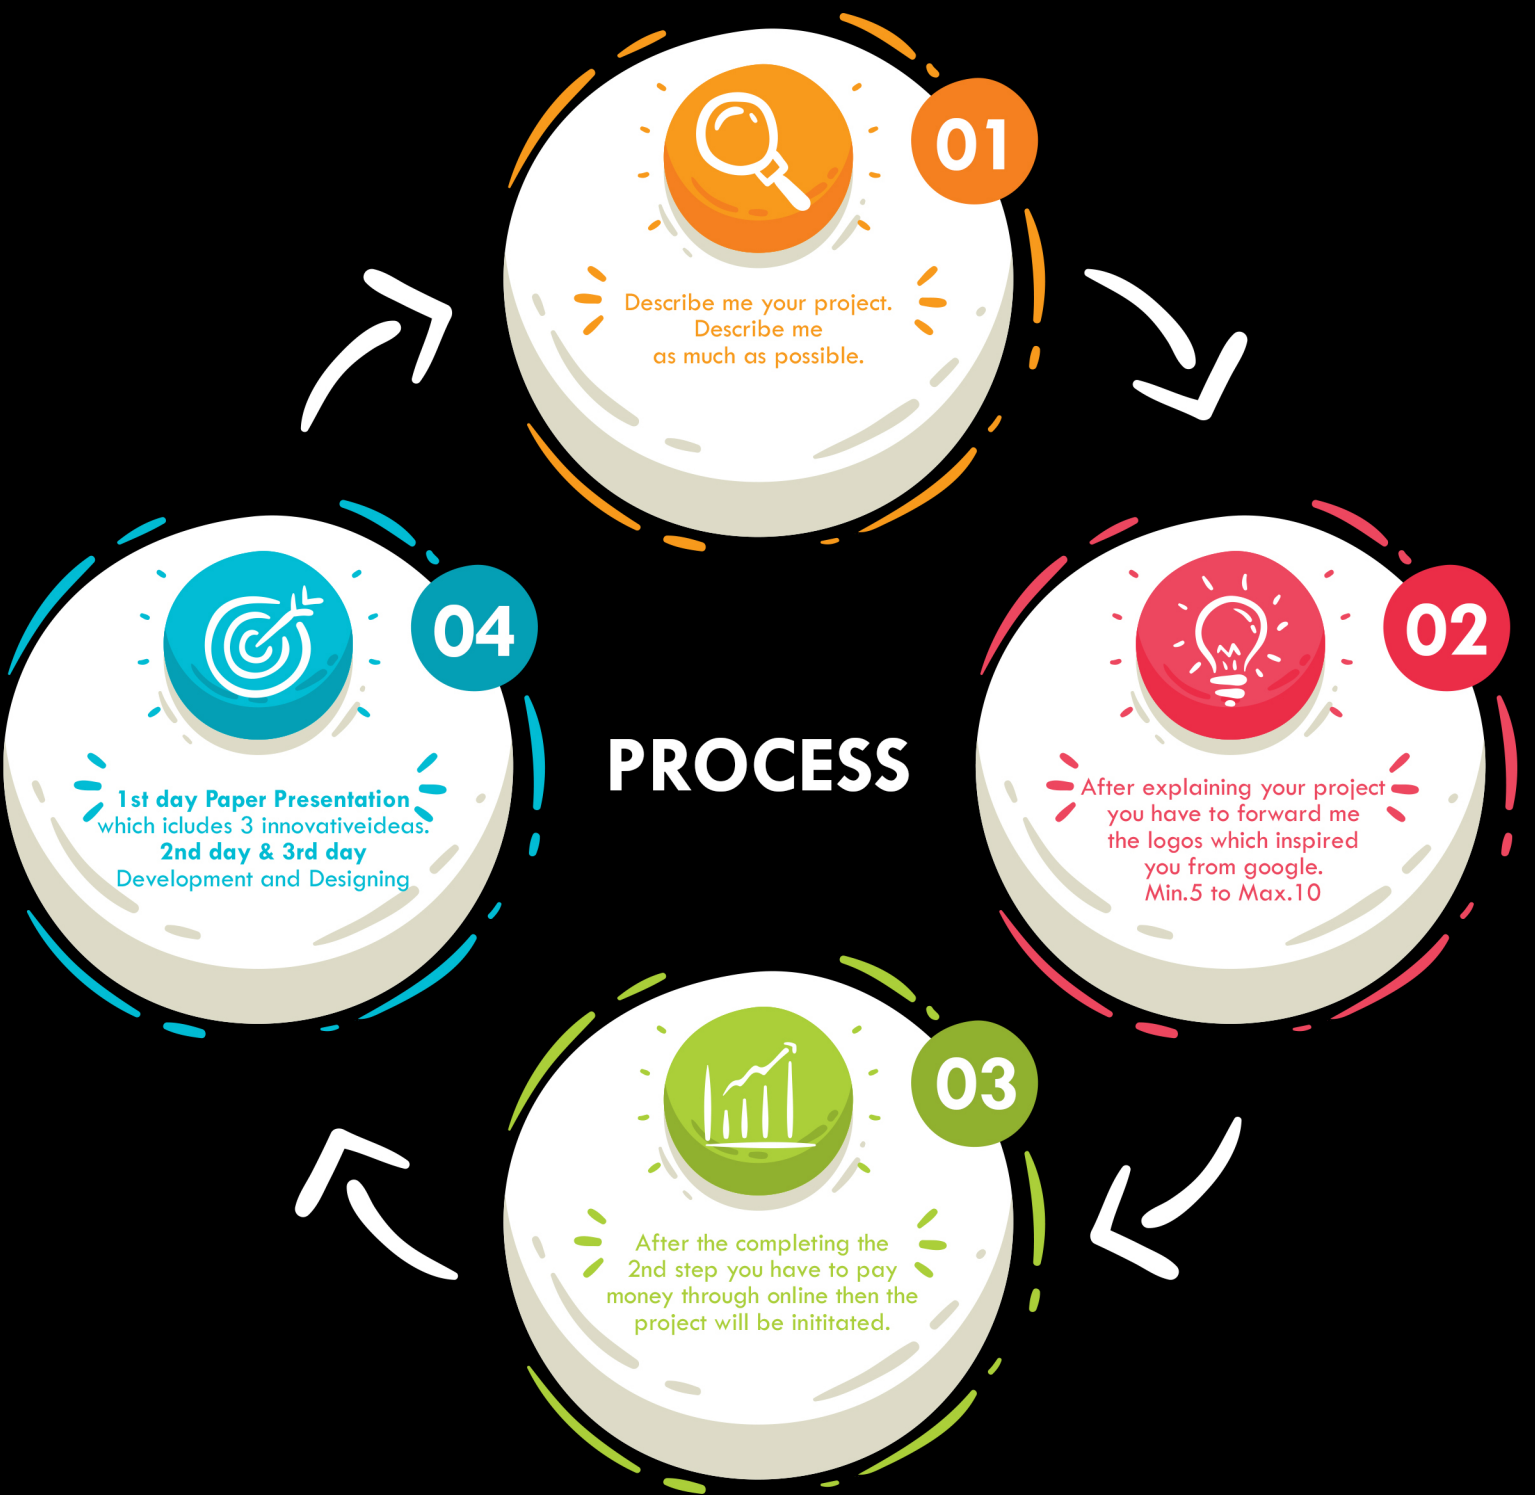 01
Describe me your project.
Describe me
as much as possible.
02
After explaining your project
you have to forward me
the logos which inspired
you from google.
Min.5 to Max.10
03
After the completing the
2nd step you have to pay
money through online then the
project will be inititated.
04
1st day Paper Presentation
which icludes 3 innovativeideas.
2nd day & 3rd day
Development and Designing
PROCESS